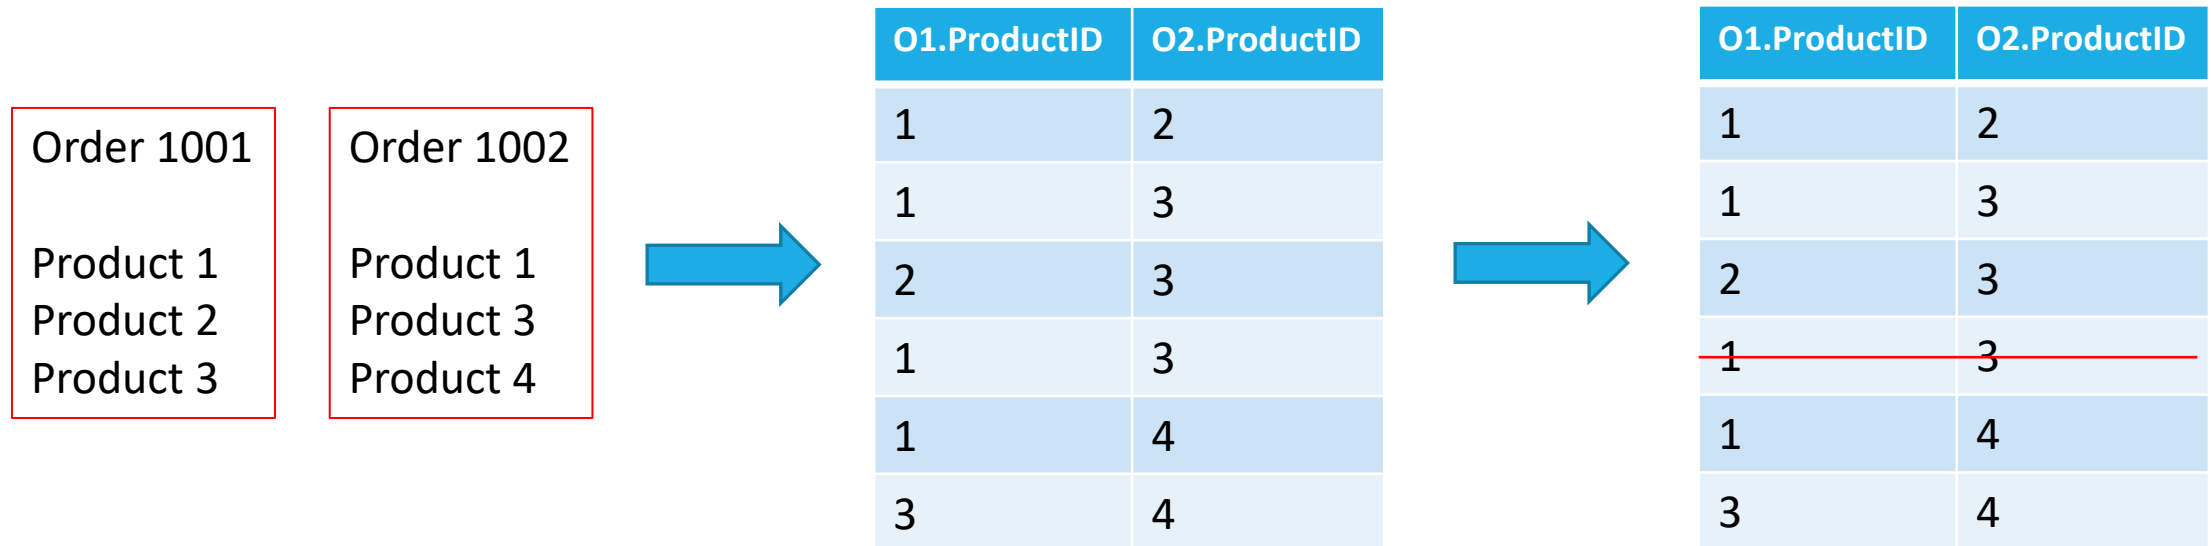 Order 1001
Product 1
Product 2
Product 3
Order 1002
Product 1
Product 3
Product 4
O1.ProductID O2.ProductID
1 2
1 3
2 3
1 3
1 4
3 4
O1.ProductID O2.ProductID
1 2
1 3
2 3
1 3
1 4
3 4